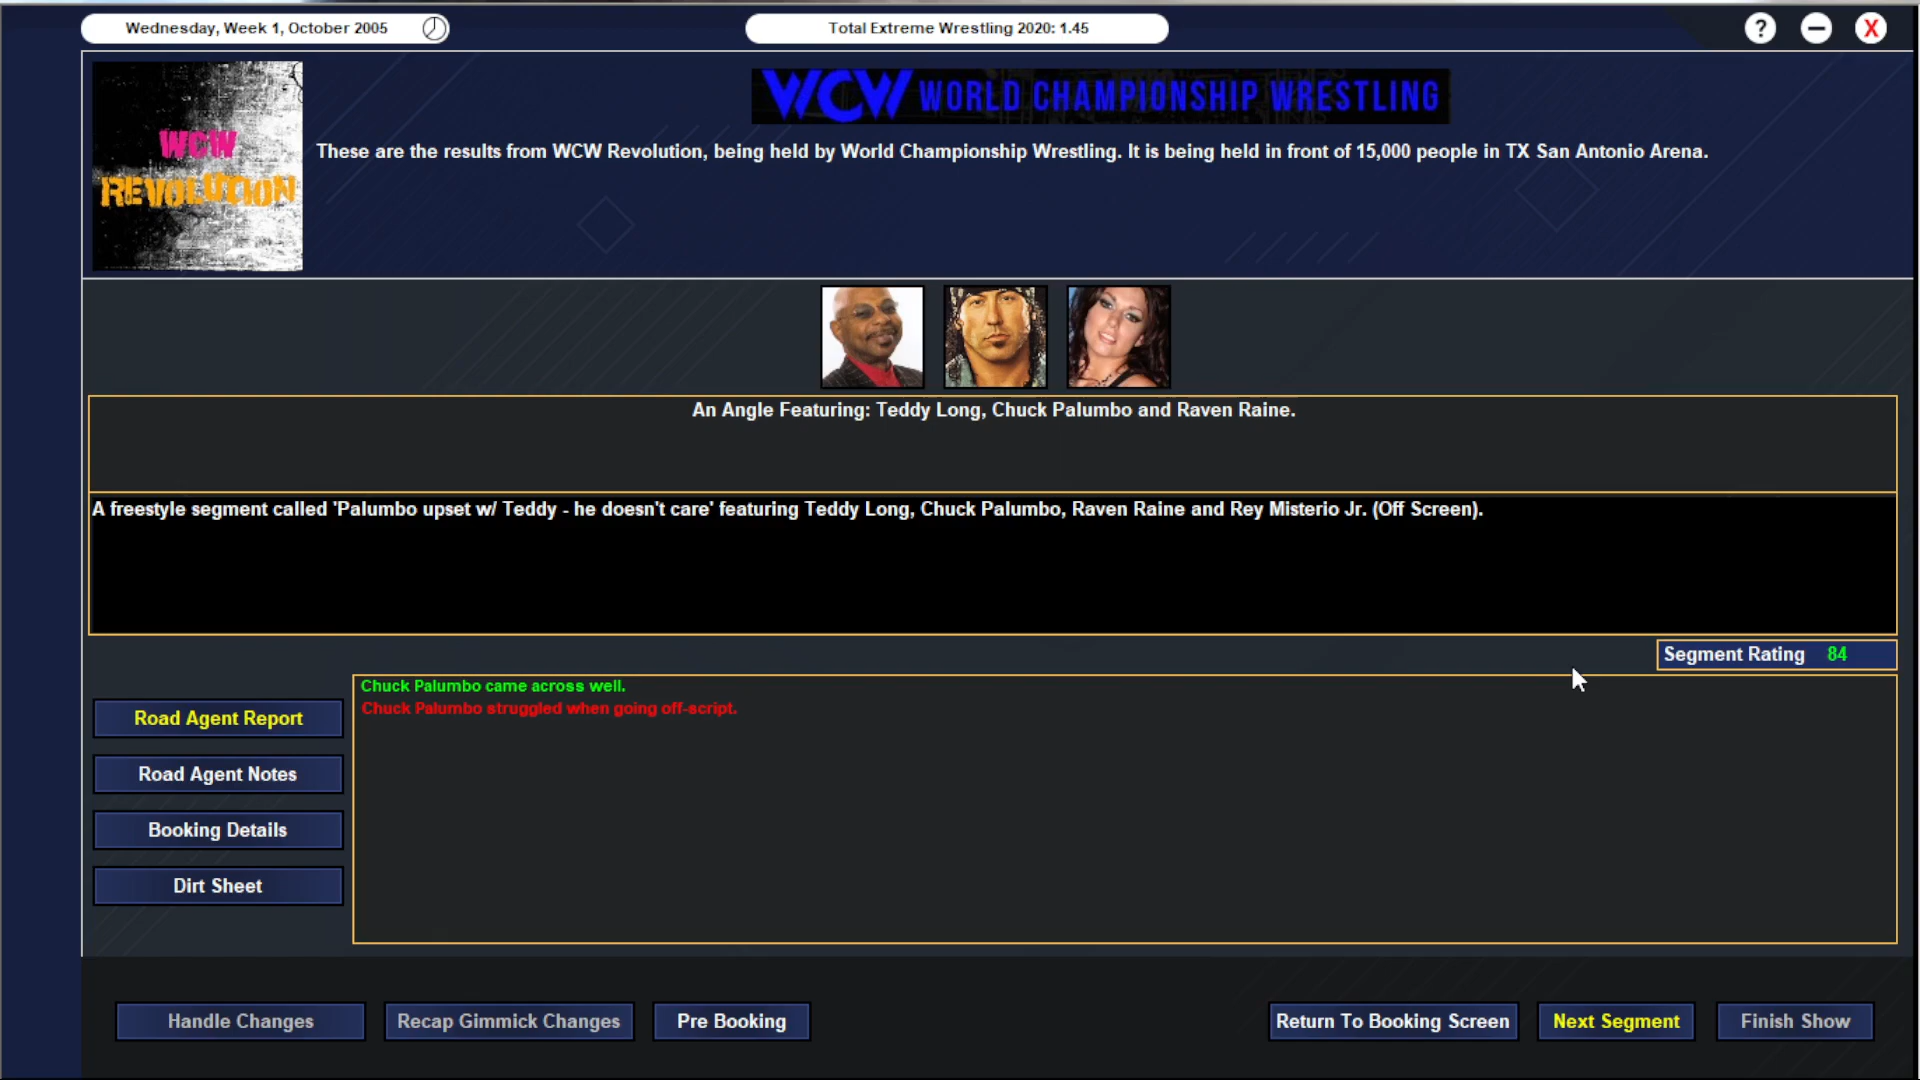 Wednesday, Week 1, October 2005
Total Extreme Wrestling 2020: 1.45
?
X
WCW WORLD CHAMPIONSHIP WRESTLING
WCW
REVOLUTION
These are the results from WCW Revolution, being held by World Championship Wrestling. It is being held in front of 15,000 people in TX San Antonio Arena.
An Angle Featuring: Teddy Long, Chuck Palumbo and Raven Raine.
A freestyle segment called 'Palumbo upset w/ Teddy - he doesn't care' featuring Teddy Long, Chuck Palumbo, Raven Raine and Rey Misterio Jr. (Off Screen).
Segment Rating 84
Chuck Palumbo came across well.
Chuck Palumbo struggled when going off-script.
Road Agent Report
Road Agent Notes
Booking Details
Dirt Sheet
Handle Changes
Recap Gimmick Changes
Pre Booking
Return To Booking Screen
Next Segment
Finish Show